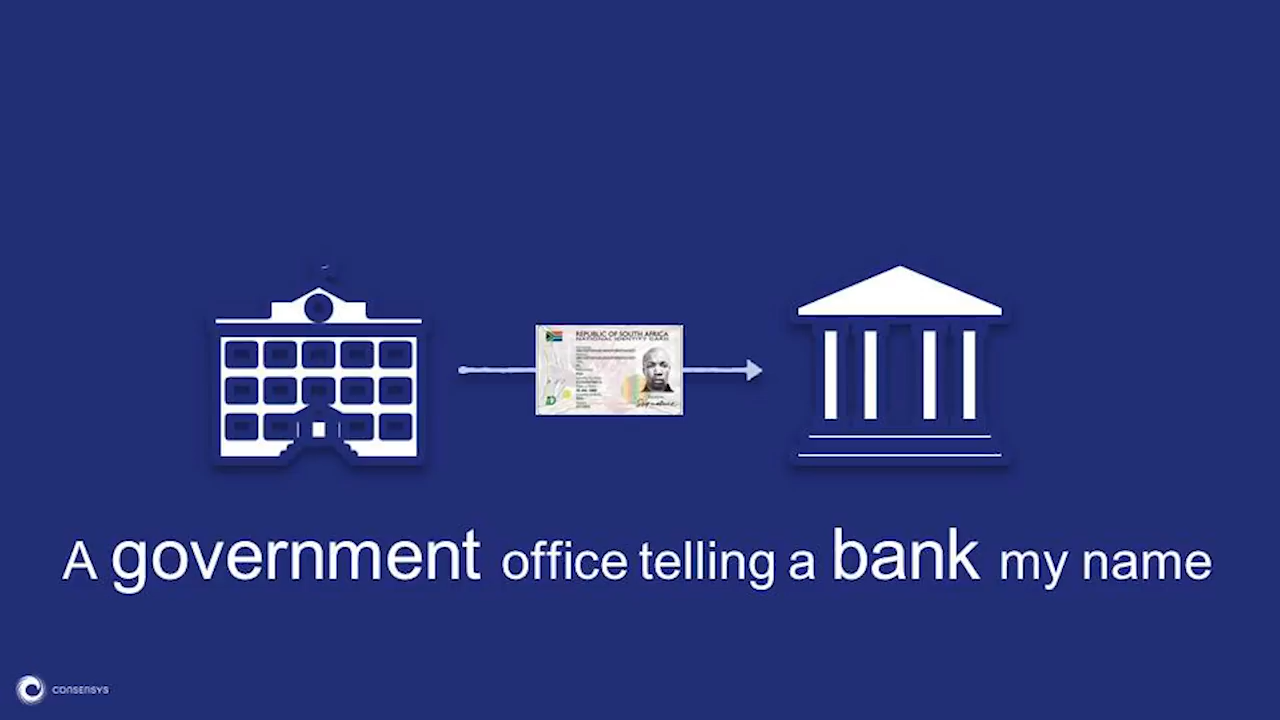 REPUBLIC OF SOUTH AFRICA
NATIONAL IDENTITY CARD
A government office telling a bank my name
CONSENSYS